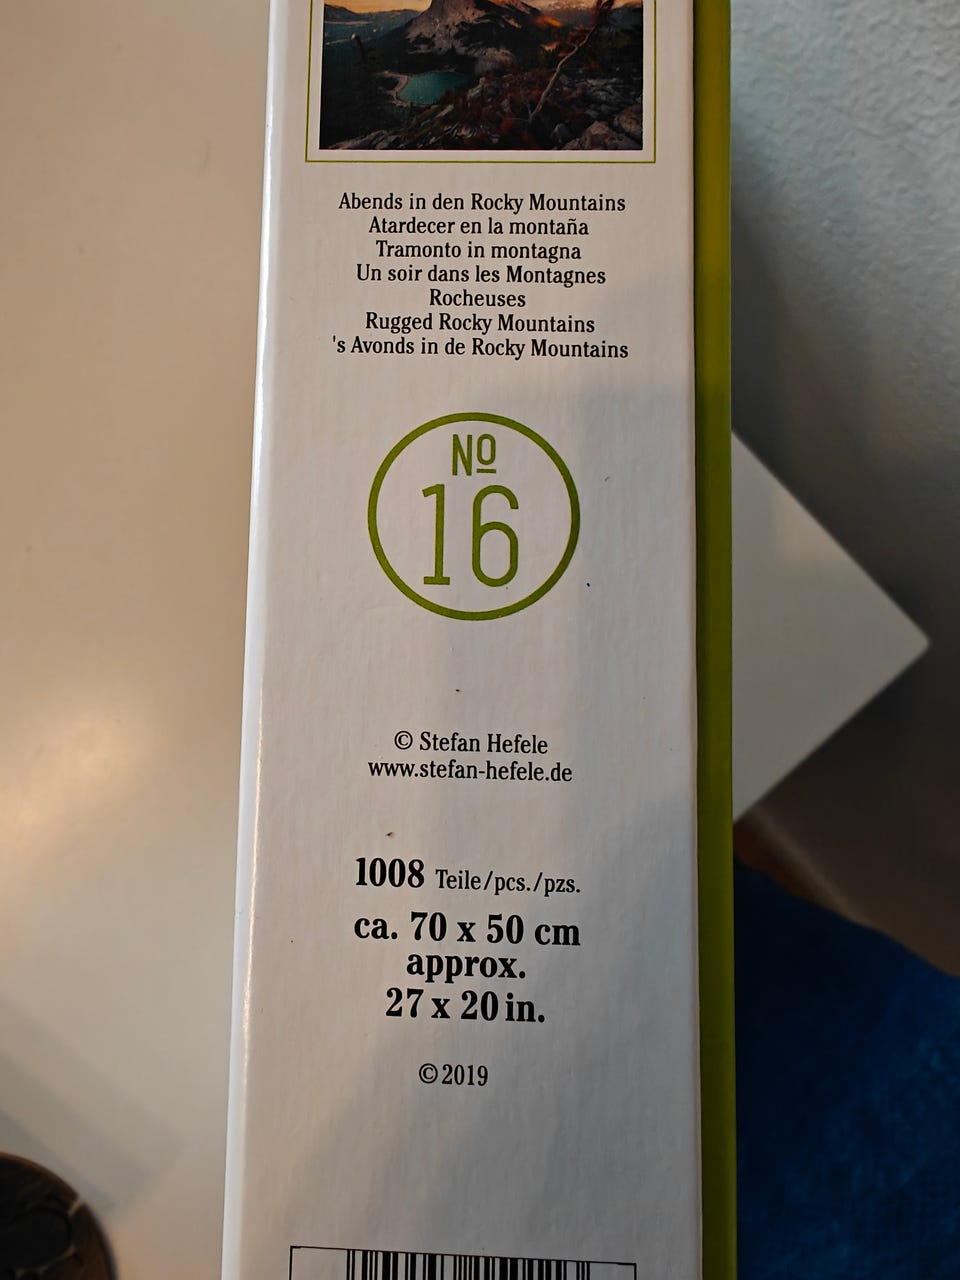 Abends in den Rocky Mountains
Atardecer en la montaña
Tramonto in montagna
Un soir dans les Montagnes
Rocheuses
Rugged Rocky Mountains
's Avonds in de Rocky Mountains
Nº
16
© Stefan Hefele
www.stefan-hefele.de
1008 Teile/pcs./pzs.
ca. 70 x 50 cm
approx.
27 x 20 in.
©2019